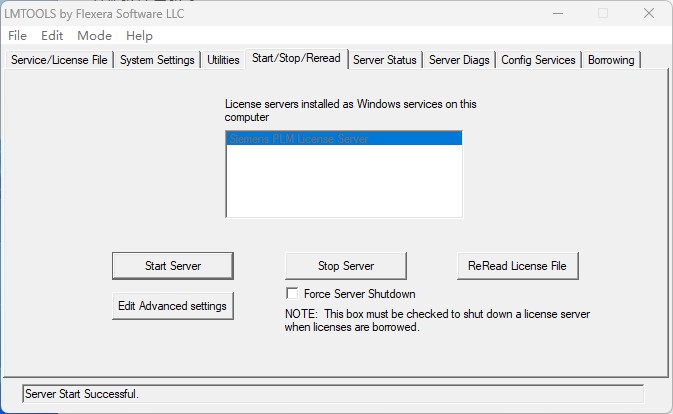 LMTOOLS by Flexera Software LLC
File Edit Mode Help
Service/License File System Settings Utilities Start/Stop/Reread Server Status Server Diags Config Services Borrowing
License servers installed as Windows services on this
computer
Siemens PLM License Server
Start Server Stop Server ReRead License File
Edit Advanced settings Force Server Shutdown
NOTE: This box must be checked to shut down a license server
when licenses are borrowed.
Server Start Successful.